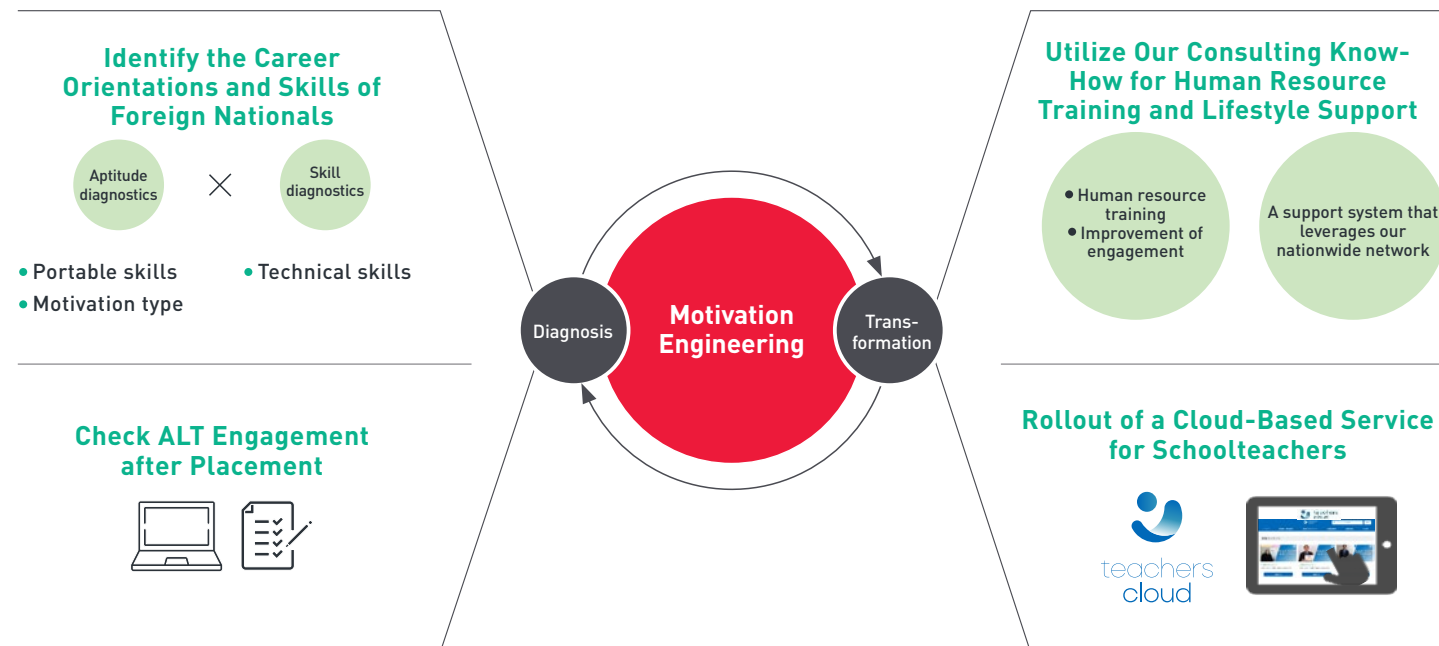 Identify the Career
Orientations and Skills of
Foreign Nationals
Aptitude
diagnostics
×
Skill
diagnostics
• Portable skills
• Motivation type
• Technical skills
Check ALT Engagement
after Placement
Diagnosis
Motivation
Engineering
Trans-
formation
Utilize Our Consulting Know-
How for Human Resource
Training and Lifestyle Support
• Human resource
training
• Improvement of
engagement
A support system that
leverages our
nationwide network
Rollout of a Cloud-Based Service
for Schoolteachers
teachers
cloud
teachers
cloud